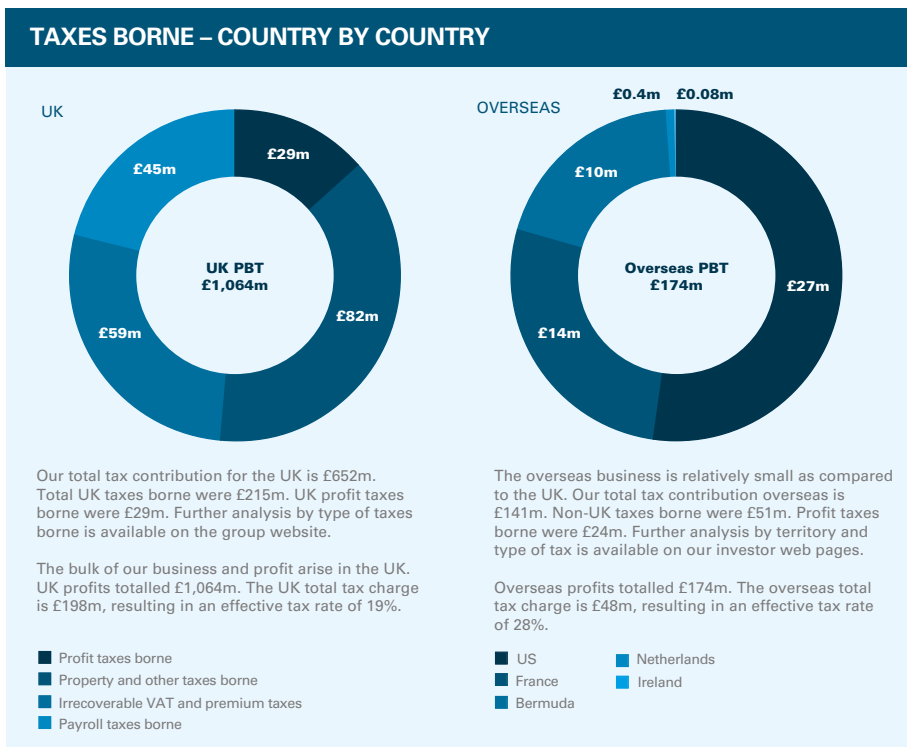 TAXES BORNE – COUNTRY BY COUNTRY
UK
£29m
£45m
£82m
£59m
UK PBT
£1,064m
Our total tax contribution for the UK is £652m.
Total UK taxes borne were £215m. UK profit taxes
borne were £29m. Further analysis by type of taxes
borne is available on the group website.
The bulk of our business and profit arise in the UK.
UK profits totalled £1,064m. The UK total tax charge
is £198m, resulting in an effective tax rate of 19%.
Profit taxes borne
Property and other taxes borne
Irrecoverable VAT and premium taxes
Payroll taxes borne
OVERSEAS
£0.4m £0.08m
£10m
£27m
£14m
Overseas PBT
£174m
The overseas business is relatively small as compared
to the UK. Our total tax contribution overseas is
£141m. Non-UK taxes borne were £51m. Profit taxes
borne were £24m. Further analysis by territory and
type of tax is available on our investor web pages.
Overseas profits totalled £174m. The overseas total
tax charge is £48m, resulting in an effective tax rate
of 28%.
US
France
Bermuda
Netherlands
Ireland